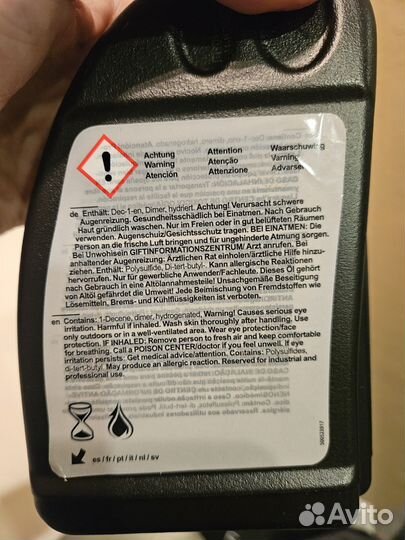 Achtung Attention Waarschuwing
Warning Atenção Varning
Atención Attenzione Advarsel
de Enthält: Dec-1-en, Dimer, hydriert. Achtung! Verursacht schwere
Augenreizung. Gesundheitsschädlich bei Einatmen. Nach Gebrauch
Haut gründlich waschen. Nur im Freien oder in gut belüfteten Räumen
verwenden. Augenschutz/Gesichtsschutz tragen. BEI EINATMEN: Die
Person an die frische Luft bringen und für ungehinderte Atmung sorgen.
Bei Unwohlsein GIFTINFORMATIONSZENTRUM/ Arzt anrufen. Bei
anhaltender Augenreizung: Ärztlichen Rat einholen/ärztliche Hilfe hinzu-
ziehen. Enthält: Polysulfide, Di-tert-butyl-. Kann allergische Reaktionen
hervorrufen. Nur für gewerbliche Anwender/Fachleute. Dieses Öl gehört
nach Gebrauch in eine Altölannahmestelle! Unsachgemäße Beseitigung
von Altöl gefährdet die Umwelt! Jede Beimischung von Fremdstoffen wie
Lösemitteln, Brems- und Kühlflüssigkeiten ist verboten.
en Contains: 1-Decene, dimer, hydrogenated, Warning! Causes serious eye
irritation. Harmful if inhaled. Wash skin thoroughly after handling. Use
only outdoors or in a well-ventilated area. Wear eye protection/face
protection. IF INHALED: Remove person to fresh air and keep comfortable
for breathing. Call a POISON CENTER/doctor if you feel unwell. If eye
irritation persists: Get medical advice/attention. Contains: Polysulfides,
di-tert-butyl-. May produce an allergic reaction. Reserved for industrial and
professional use.
es / fr / pt / it / nl / sv
Avito